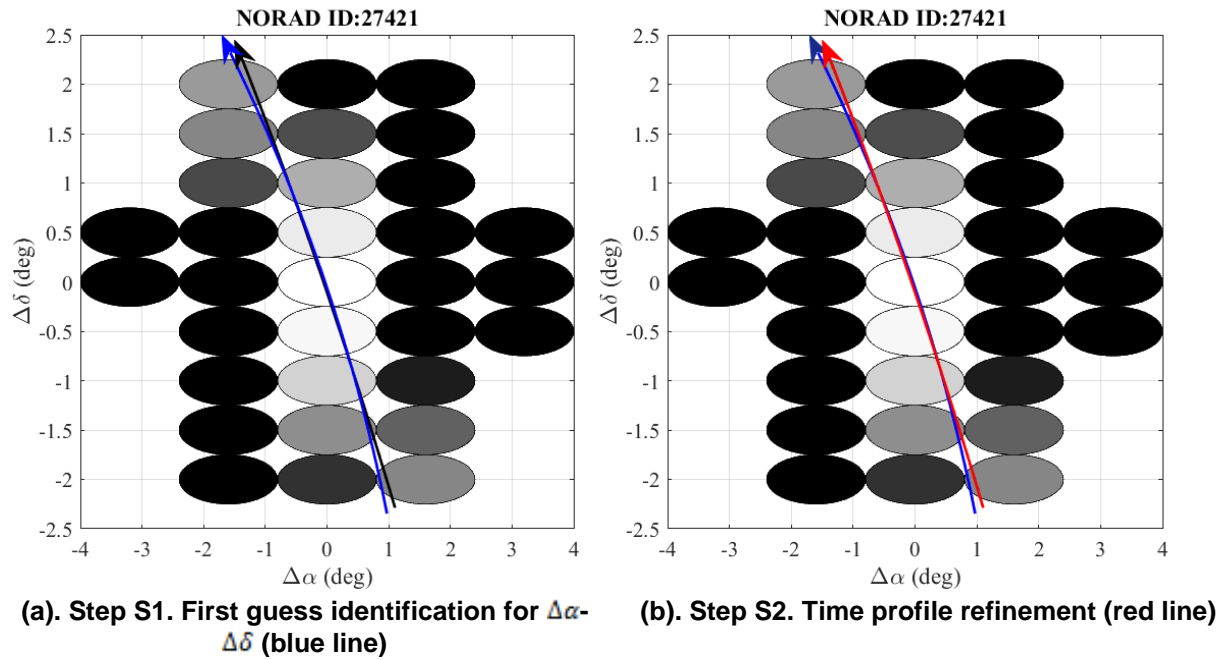 NORAD ID:27421
2.5
2
1.5
1
0.5
0
-0.5
-1
-1.5
-2
-2.5
Δδ (deg)
-4 -3 -2 -1 0 1 2 3 4
Δα (deg)
(a). Step S1. First guess identification for Δα-
Δδ (blue line)
NORAD ID:27421
2.5
2
1.5
1
0.5
0
-0.5
-1
-1.5
-2
-2.5
Δδ (deg)
-4 -3 -2 -1 0 1 2 3 4
Δα (deg)
(b). Step S2. Time profile refinement (red line)